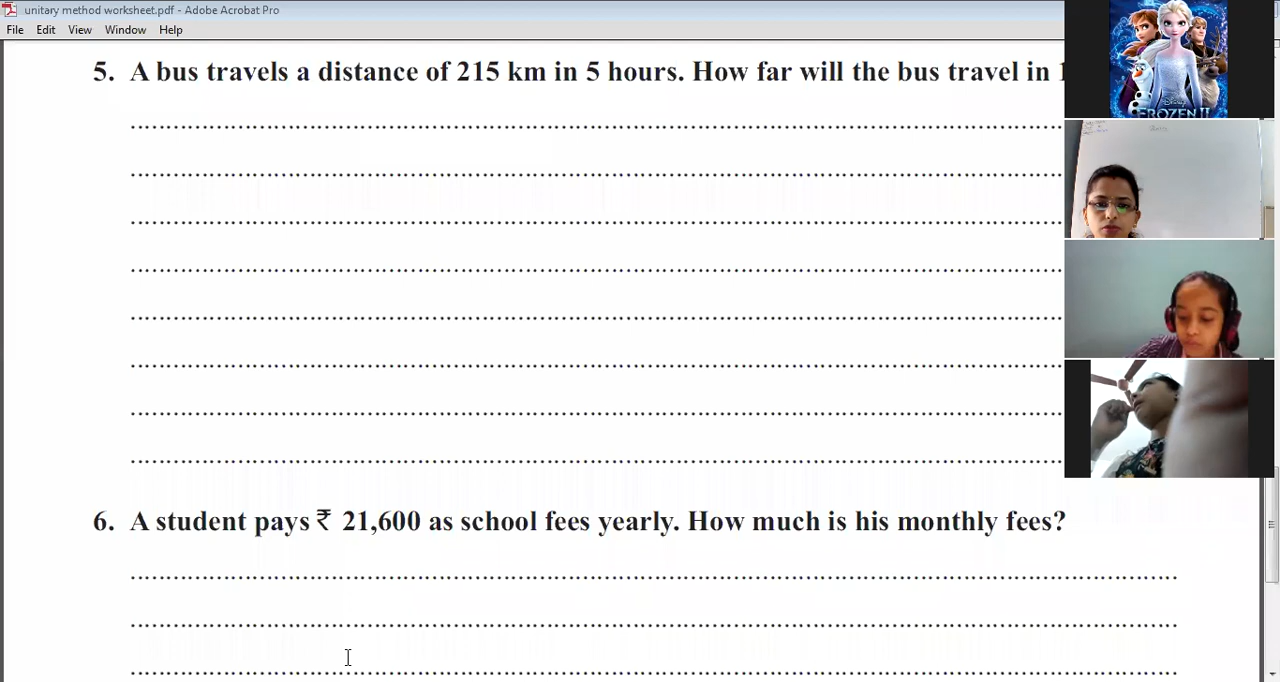 unitary method worksheet.pdf - Adobe Acrobat Pro
File Edit View Window Help
5. A bus travels a distance of 215 km in 5 hours. How far will the bus travel in
6. A student pays ₹ 21,600 as school fees yearly. How much is his monthly fees?
Disney
FROZEN II